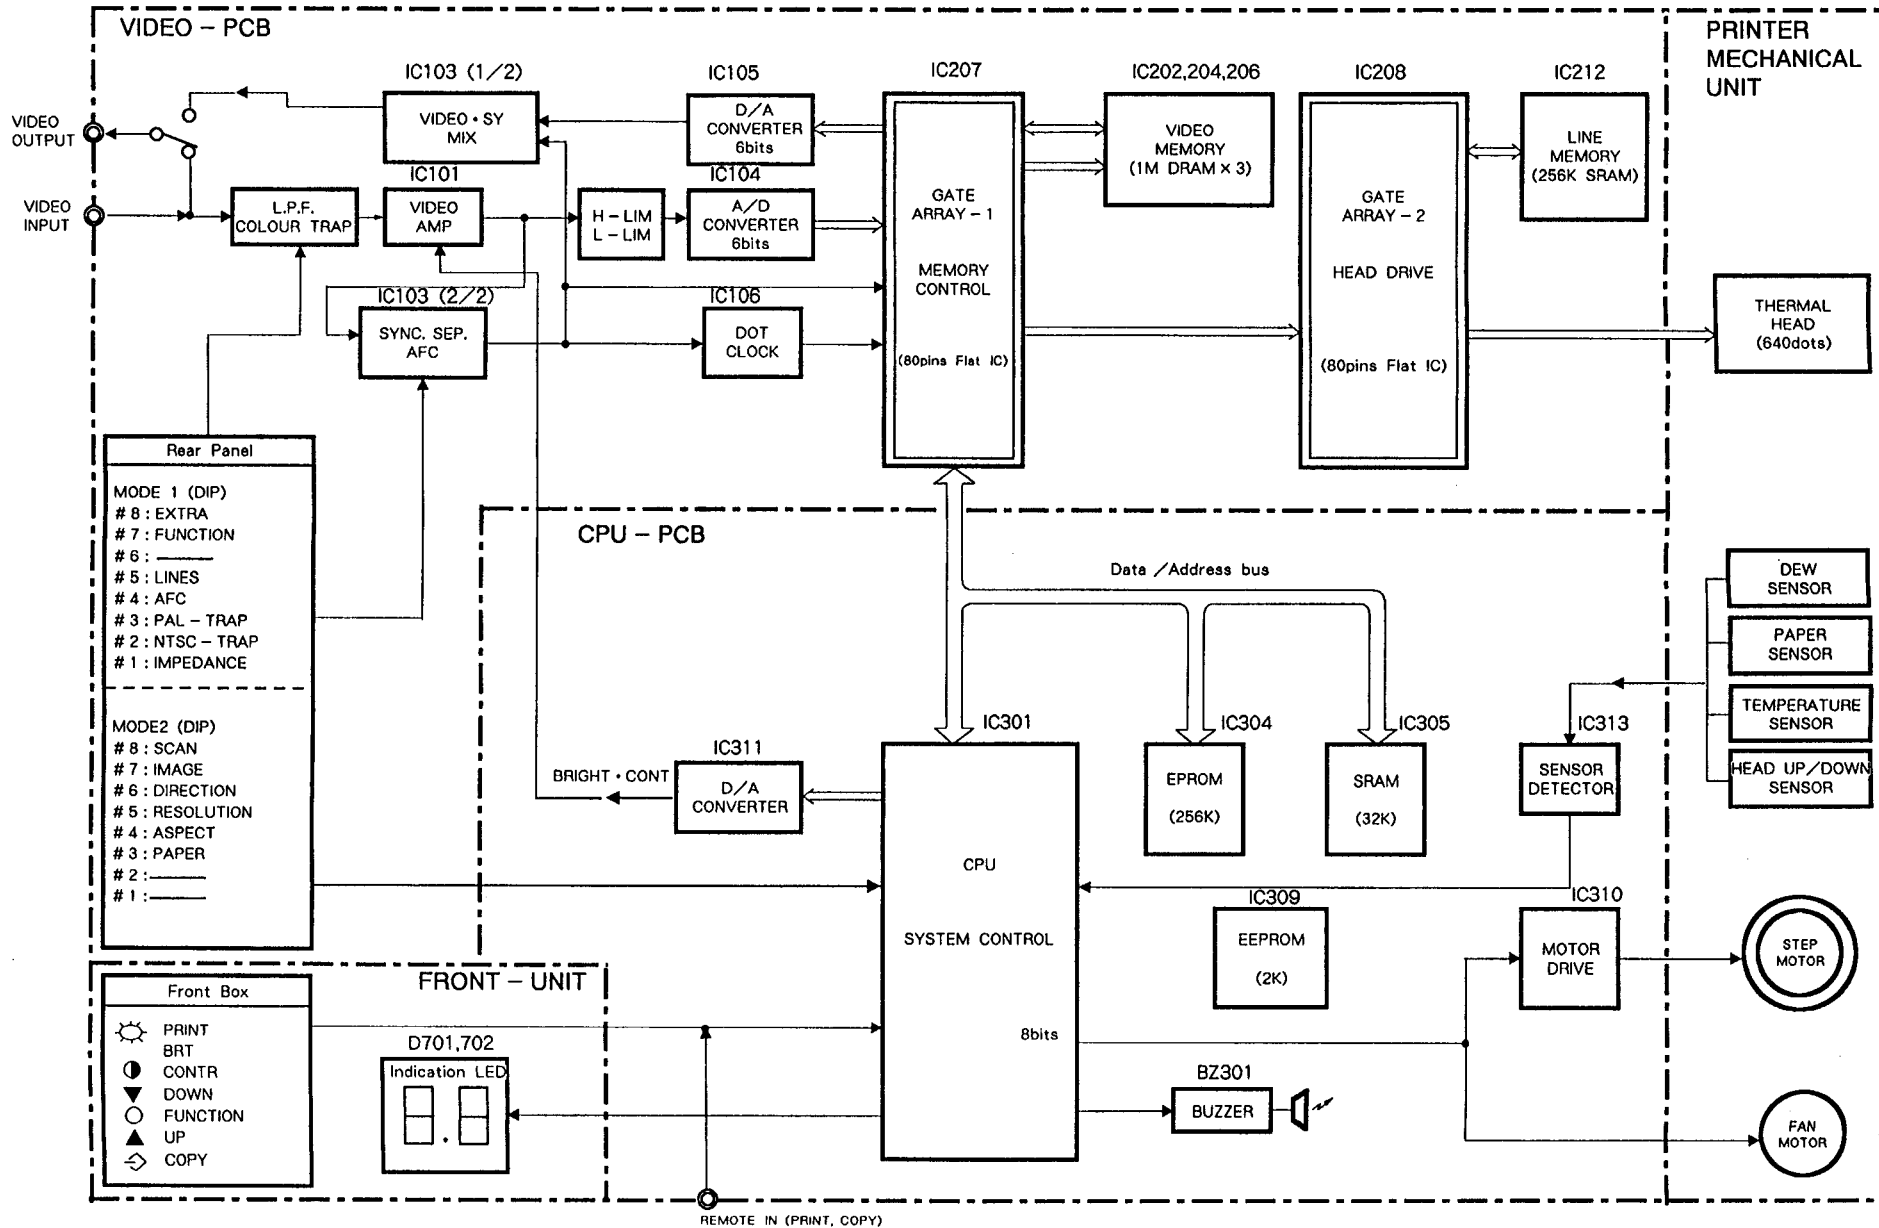 VIDEO – PCB
PRINTER
MECHANICAL
UNIT
IC103 (1/2)
IC105
IC207
IC202,204,206
IC208
IC212
VIDEO
OUTPUT
VIDEO・SY
MIX
D/A
CONVERTER
6bits
VIDEO
MEMORY
(1M DRAM × 3)
LINE
MEMORY
(256K SRAM)
IC101
IC104
VIDEO
INPUT
L.P.F.
COLOUR TRAP
VIDEO
AMP
H – LIM
L – LIM
A/D
CONVERTER
6bits
GATE
ARRAY – 1
MEMORY
CONTROL
(80pins Flat IC)
GATE
ARRAY – 2
HEAD DRIVE
(80pins Flat IC)
IC103 (2/2)
IC106
SYNC. SEP.
AFC
DOT
CLOCK
THERMAL
HEAD
(640dots)
Rear Panel
MODE 1 (DIP)
# 8 : EXTRA
# 7 : FUNCTION
# 6 : ———
# 5 : LINES
# 4 : AFC
# 3 : PAL – TRAP
# 2 : NTSC – TRAP
# 1 : IMPEDANCE
MODE2 (DIP)
# 8 : SCAN
# 7 : IMAGE
# 6 : DIRECTION
# 5 : RESOLUTION
# 4 : ASPECT
# 3 : PAPER
# 2 : ———
# 1 : ———
CPU – PCB
Data / Address bus
DEW
SENSOR
PAPER
SENSOR
TEMPERATURE
SENSOR
HEAD UP/DOWN
SENSOR
IC301
IC304
IC305
IC313
IC311
BRIGHT・CONT
D/A
CONVERTER
EPROM
(256K)
SRAM
(32K)
SENSOR
DETECTOR
CPU
SYSTEM CONTROL
8bits
IC309
EEPROM
(2K)
IC310
MOTOR
DRIVE
STEP
MOTOR
FRONT – UNIT
Front Box
PRINT
BRT
CONTR
DOWN
FUNCTION
UP
COPY
D701,702
Indication LED
BZ301
BUZZER
FAN
MOTOR
REMOTE IN (PRINT, COPY)